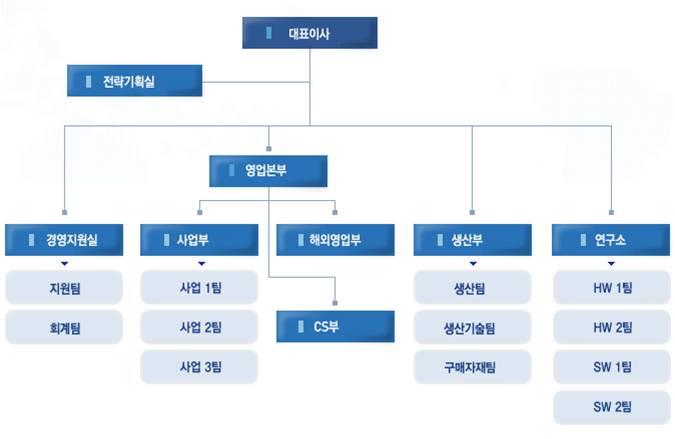 대표이사
전략기획실
영업본부
경영지원실
사업부
해외영업부
생산부
연구소
지원팀
사업 1팀
생산팀
HW 1팀
회계팀
사업 2팀
CS부
생산기술팀
HW 2팀
사업 3팀
구매자재팀
SW 1팀
SW 2팀